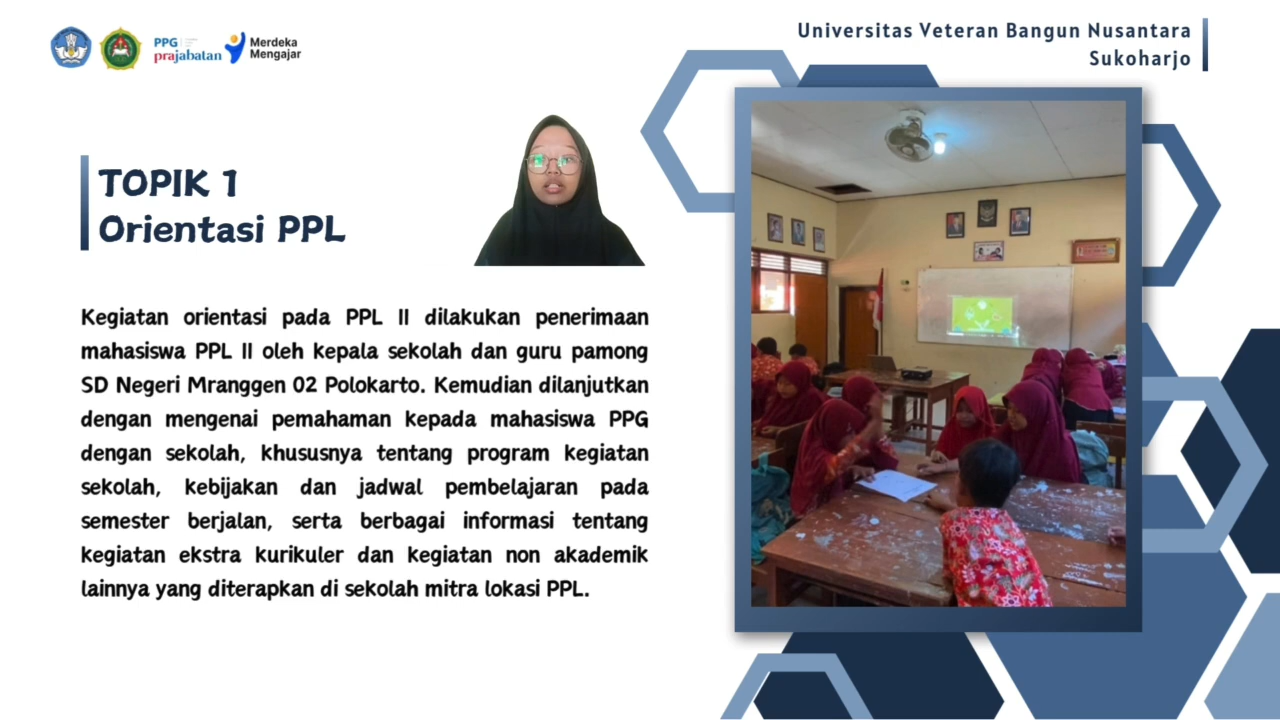 PPG
prajabatan
Merdeka
Mengajar
Universitas Veteran Bangun Nusantara
Sukoharjo
TOPIK 1
Orientasi PPL
Kegiatan orientasi pada PPL II dilakukan penerimaan
mahasiswa PPL II oleh kepala sekolah dan guru pamong
SD Negeri Mranggen 02 Polokarto. Kemudian dilanjutkan
dengan mengenai pemahaman kepada mahasiswa PPG
dengan sekolah, khususnya tentang program kegiatan
sekolah, kebijakan dan jadwal pembelajaran pada
semester berjalan, serta berbagai informasi tentang
kegiatan ekstra kurikuler dan kegiatan non akademik
lainnya yang diterapkan di sekolah mitra lokasi PPL.